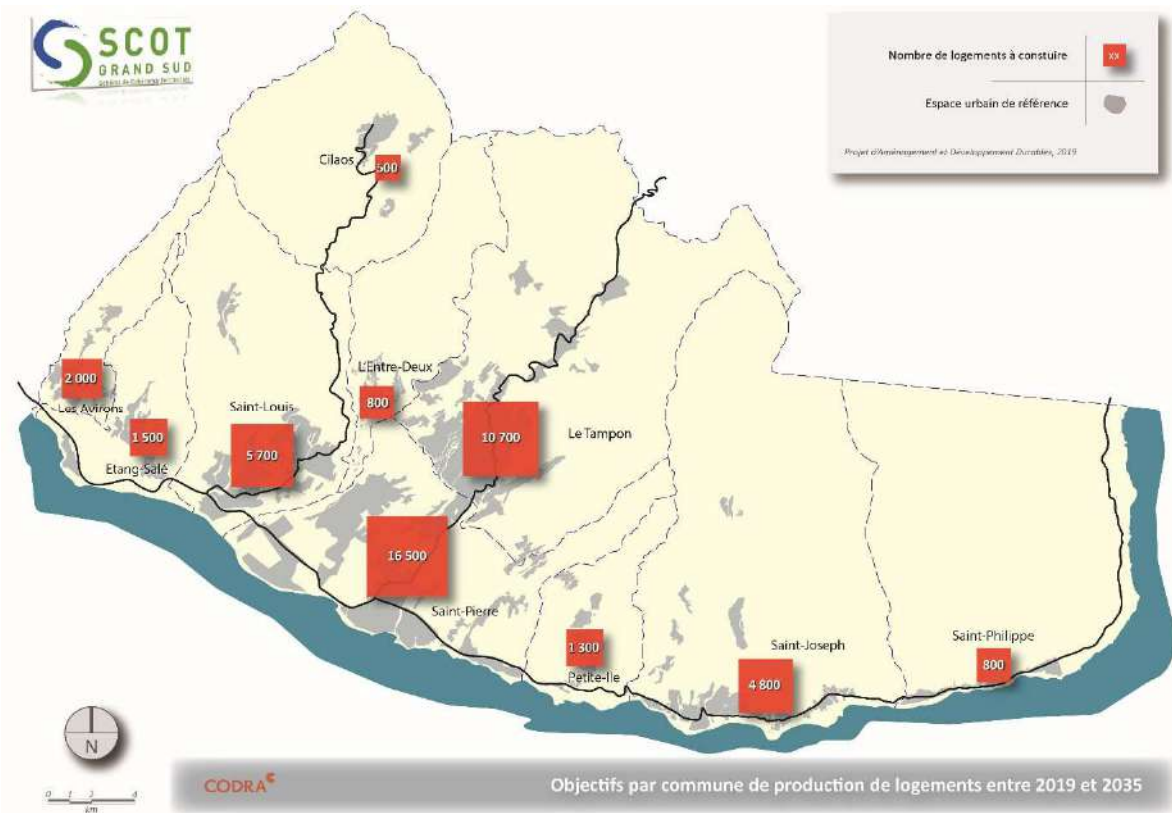 SCOT
GRAND SUD
Nombre de logements à constuire
xx
Espace urbain de référence
Projet d'Aménagement et Développement Durables, 2019
Cilaos
500
2 000
Les Avirons
L'Entre-Deux
800
Saint-Louis
5 700
1 500
Etang-Salé
10 700
Le Tampon
16 500
Saint-Pierre
1 300
Petite-Ile
Saint-Joseph
4 800
Saint-Philippe
800
N
km
CODRA
Objectifs par commune de production de logements entre 2019 et 2035